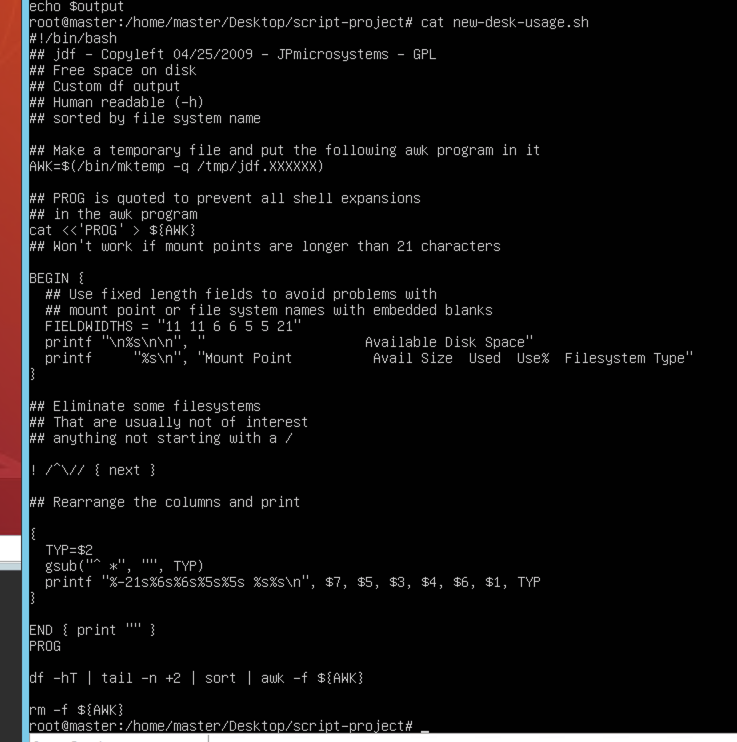 echo $output
root@master:/home/master/Desktop/script-project# cat new-desk-usage.sh
#!/bin/bash
## jdf - Copyleft 04/25/2009 - JPmicrosystems - GPL
## Free space on disk
## Custom df output
## Human readable (-h)
## sorted by file system name

## Make a temporary file and put the following awk program in it
AWK=$(/bin/mktemp -q /tmp/jdf.XXXXXX)

## PROG is quoted to prevent all shell expansions
## in the awk program
cat <<'PROG' > ${AWK}
## Won't work if mount points are longer than 21 characters

BEGIN {
  ## Use fixed length fields to avoid problems with
  ## mount point or file system names with embedded blanks
  FIELDWIDTHS = "11 11 6 6 5 5 21"
  printf "\n%s\n\n", "                    Available Disk Space"
  printf     "%s\n", "Mount Point          Avail Size  Used  Use%  Filesystem Type"
}

## Eliminate some filesystems
## That are usually not of interest
## anything not starting with a /

! /^\// { next }

## Rearrange the columns and print

{
  TYP=$2
  gsub("^ *", "", TYP)
  printf "%-21s%6s%6s%5s%5s %s%s\n", $7, $5, $3, $4, $6, $1, TYP
}

END { print "" }
PROG

df -hT | tail -n +2 | sort | awk -f ${AWK}

rm -f ${AWK}
root@master:/home/master/Desktop/script-project# _